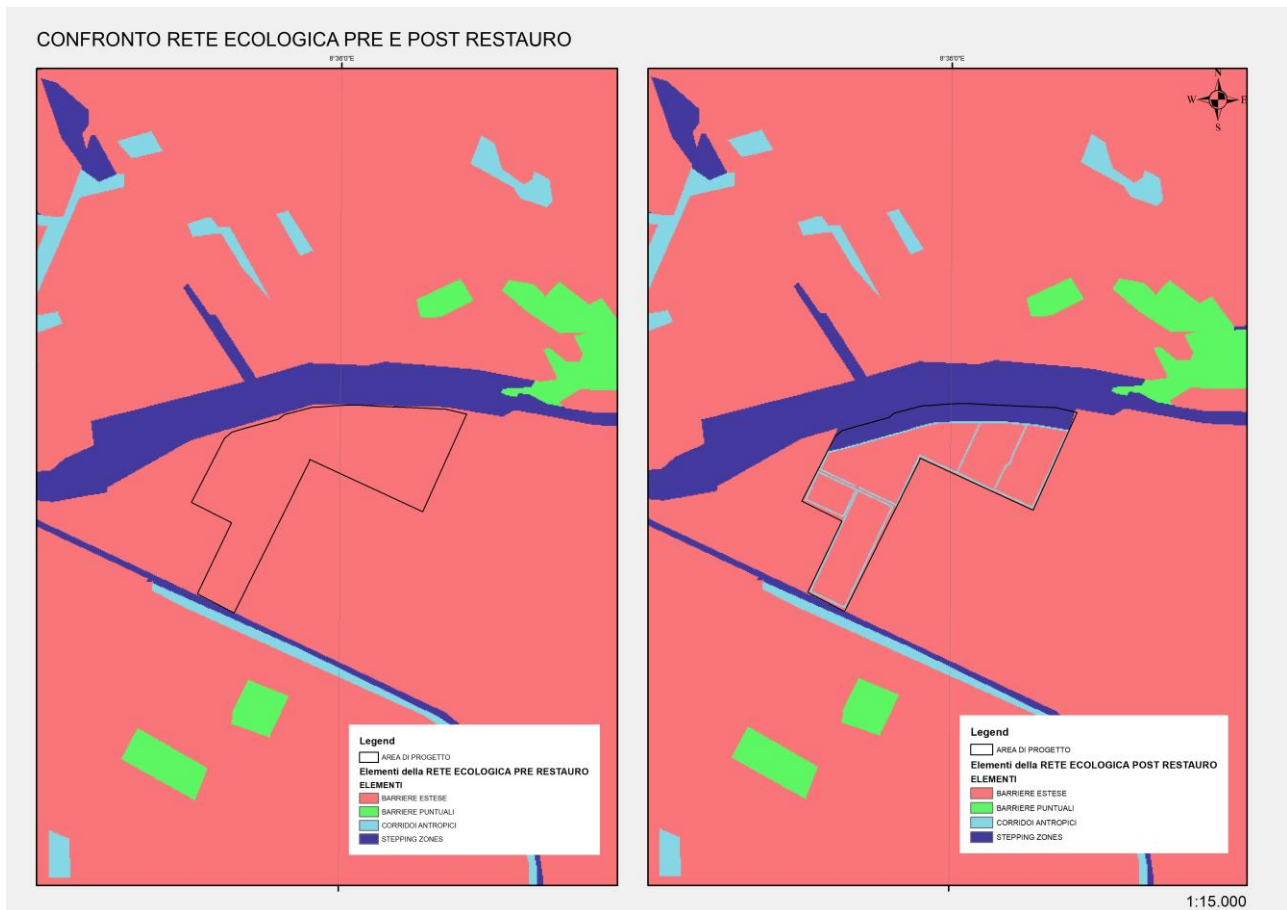 CONFRONTO RETE ECOLOGICA PRE E POST RESTAURO
8°36'0"E
8°36'0"E
N
W E
S
Legend
AREA DI PROGETTO
Elementi della RETE ECOLOGICA PRE RESTAURO
ELEMENTI
BARRIERE ESTESE
BARRIERE PUNTUALI
CORRIDOI ANTROPICI
STEPPING ZONES
Legend
AREA DI PROGETTO
Elementi della RETE ECOLOGICA POST RESTAURO
ELEMENTI
BARRIERE ESTESE
BARRIERE PUNTUALI
CORRIDOI ANTROPICI
STEPPING ZONES
1:15.000